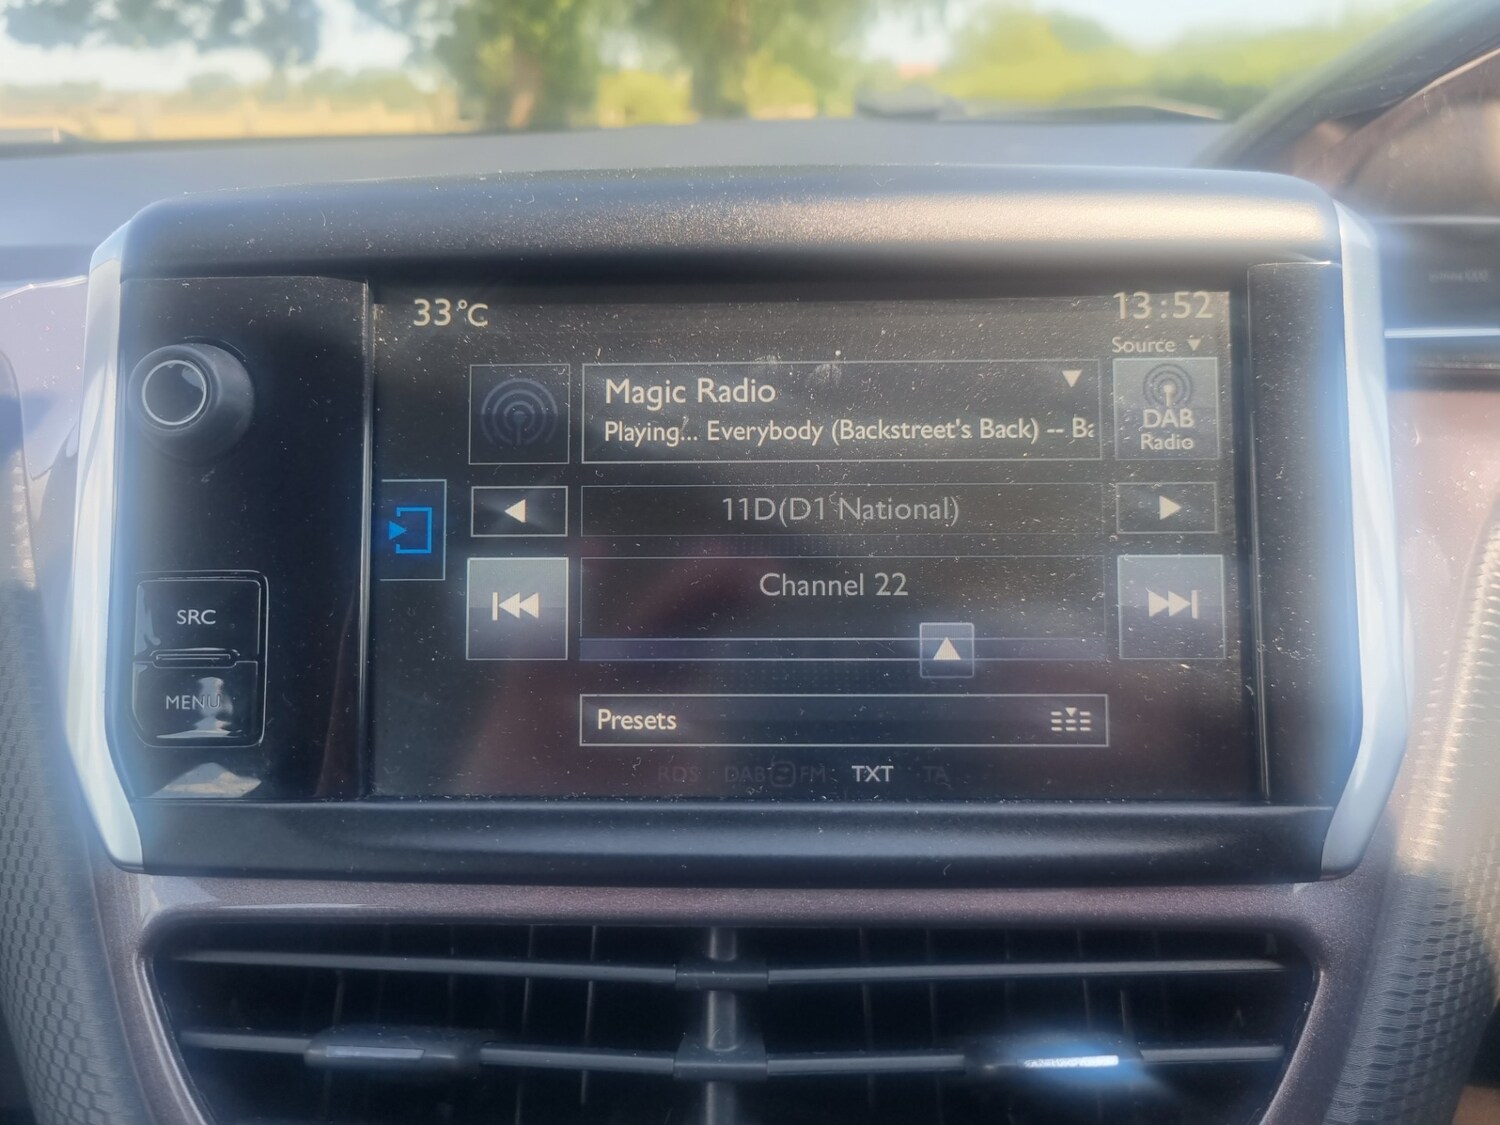 33°C
13:52
Source
Magic Radio
Playing... Everybody (Backstreet's Back) -- Ba
DAB
Radio
11D(D1 National)
Channel 22
SRC
MENU
Presets
RDS DAB FM TXT TA